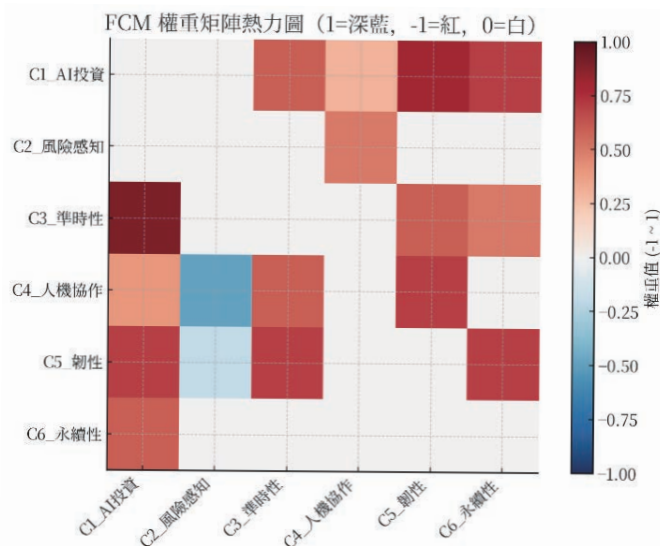 FCM 權重矩陣熱力圖（1=深藍，-1=紅，0=白）
C1_AI投資
C2_風險感知
C3_準時性
C4_人機協作
C5_韌性
C6_永續性
C1_AI投資
C2_風險感知
C3_準時性
C4_人機協作
C5_韌性
C6_永續性
1.00
0.75
0.50
0.25
0.00
−0.25
−0.50
−0.75
−1.00
權重值 (-1 ~ 1)